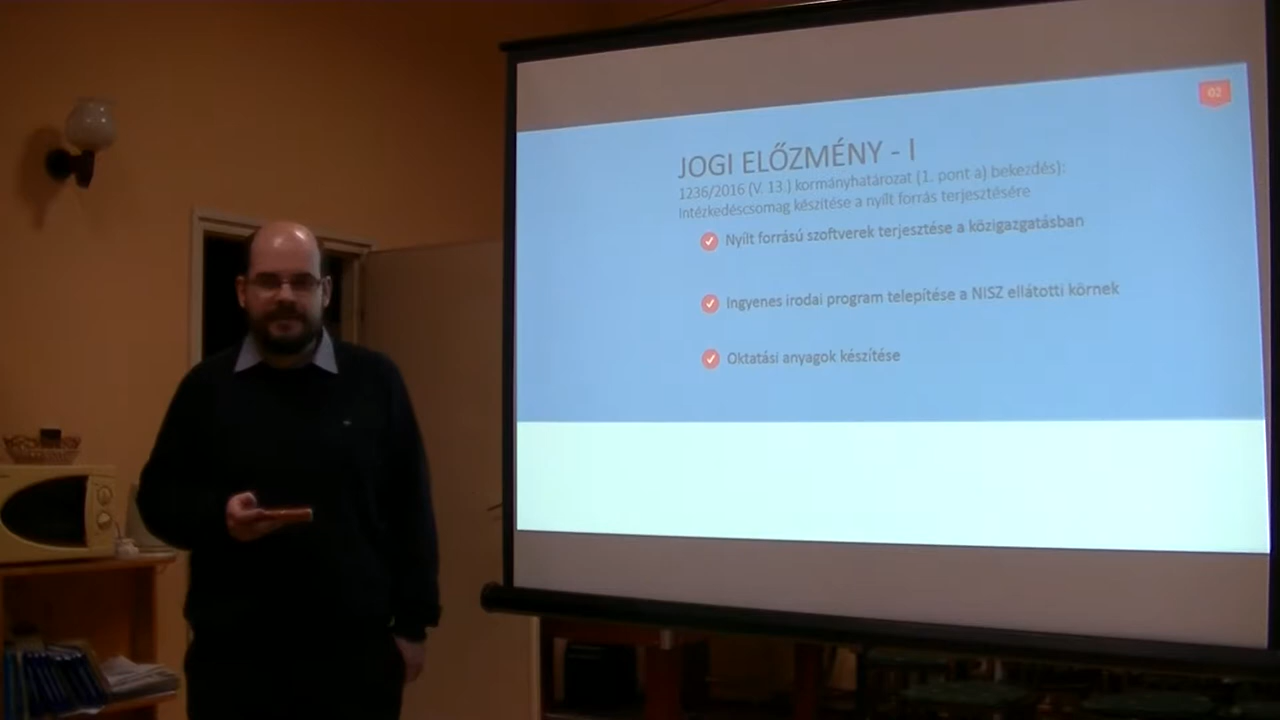 02
JOGI ELŐZMÉNY - I
1236/2016 (V. 13.) kormányhatározat (1. pont a) bekezdés):
Intézkedéscsomag készítése a nyílt forrás terjesztésére
Nyílt forrású szoftverek terjesztése a közigazgatásban
Ingyenes irodai program telepítése a NISZ ellátotti körnek
Oktatási anyagok készítése